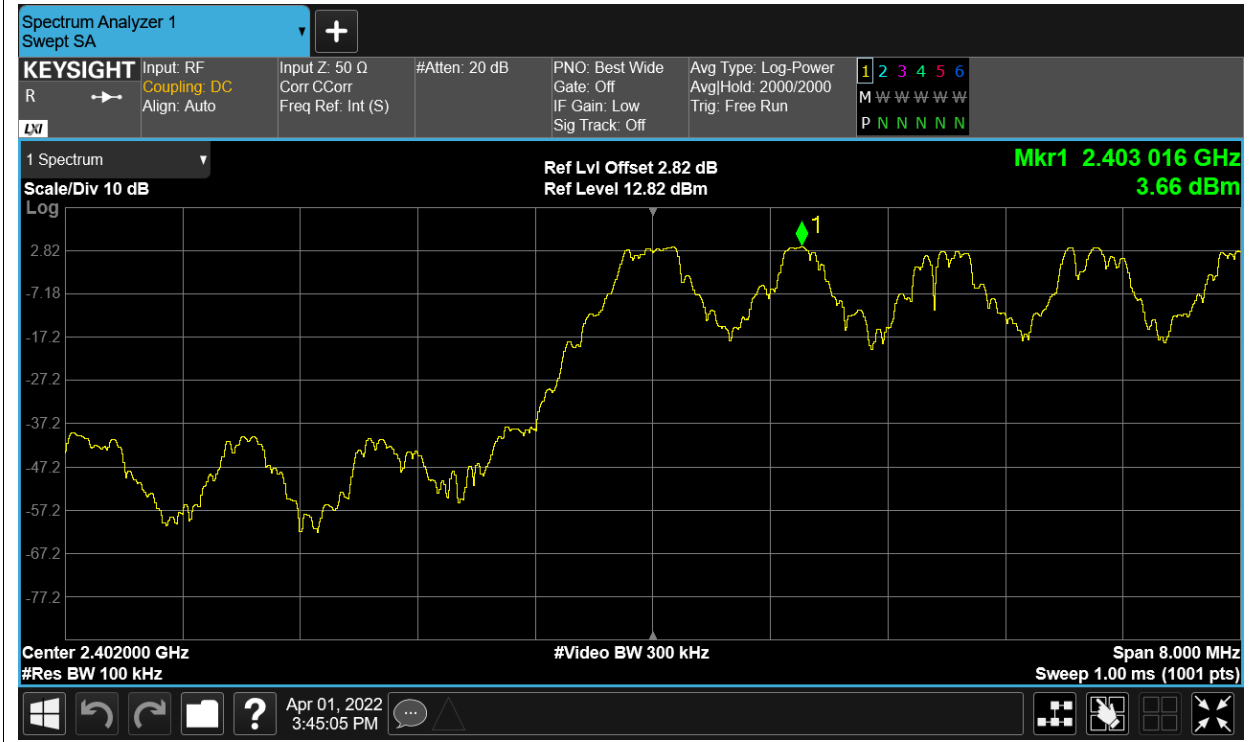 Spectrum Analyzer 1
Swept SA
KEYSIGHT
R
LXI
Input: RF
Coupling: DC
Align: Auto
Input Z: 50 Ω
Corr CCorr
Freq Ref: Int (S)
#Atten: 20 dB
PNO: Best Wide
Gate: Off
IF Gain: Low
Sig Track: Off
Avg Type: Log-Power
Avg|Hold: 2000/2000
Trig: Free Run
1 2 3 4 5 6
M W W W W W
P N N N N N
1 Spectrum
Scale/Div 10 dB
Log
Ref Lvl Offset 2.82 dB
Ref Level 12.82 dBm
Mkr1 2.403 016 GHz
3.66 dBm
1
2.82
-7.18
-17.2
-27.2
-37.2
-47.2
-57.2
-67.2
-77.2
Center 2.402000 GHz
#Res BW 100 kHz
#Video BW 300 kHz
Span 8.000 MHz
Sweep 1.00 ms (1001 pts)
?
Apr 01, 2022
3:45:05 PM